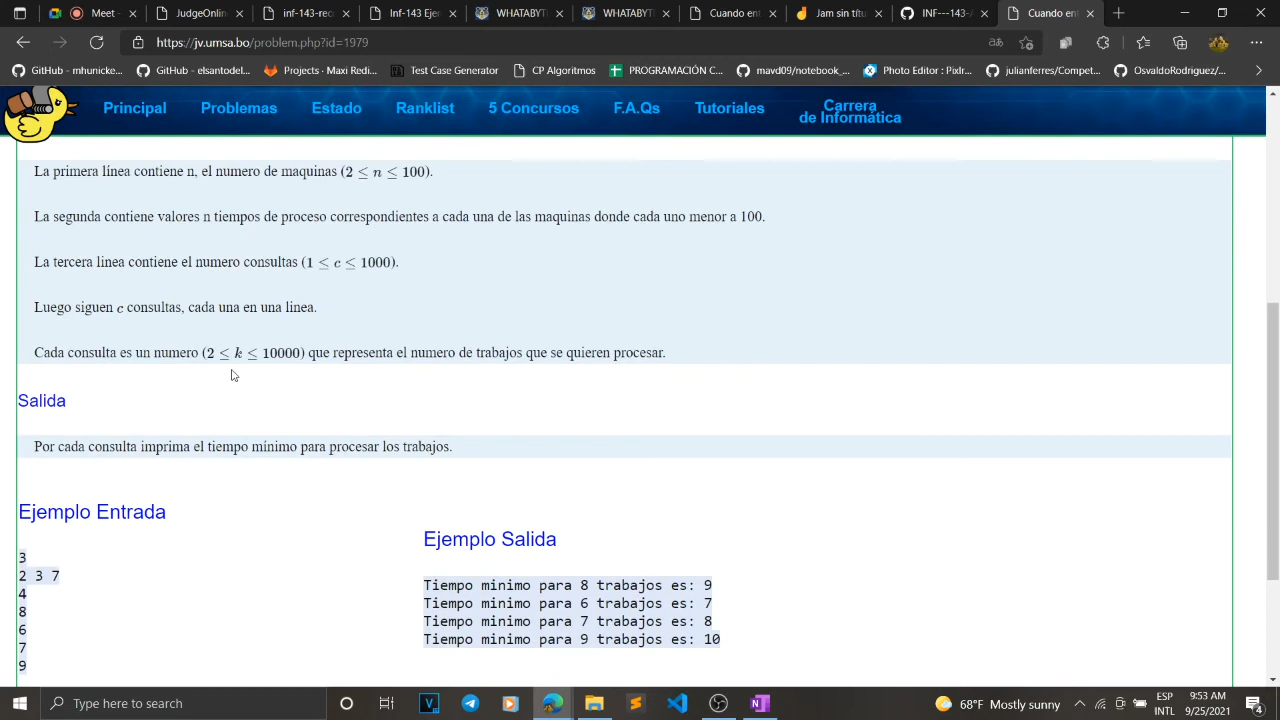 Meet
JudgeOnlin
inf-143-rec
Inf-143 Eje
WHATABYT
WHATABYT
Cuando ent
Jam sin títu
INF---143-A
Cuando ent
https://jv.umsa.bo/problem.php?id=1979
GitHub - mhunicke...
GitHub - elsantodel...
Projects · Maxi Redi...
Test Case Generator
CP Algoritmos
PROGRAMACIÓN C...
mavd09/notebook_...
Photo Editor : Pixlr...
julianferres/Compet...
OsvaldoRodriguez/...
Principal
Problemas
Estado
Ranklist
5 Concursos
F.A.Qs
Tutoriales
Carrera
de Informática
La primera línea contiene n, el numero de maquinas (2 ≤ n ≤ 100).
La segunda contiene valores n tiempos de proceso correspondientes a cada una de las maquinas donde cada uno menor a 100.
La tercera linea contiene el numero consultas (1 ≤ c ≤ 1000).
Luego siguen c consultas, cada una en una linea.
Cada consulta es un numero (2 ≤ k ≤ 10000) que representa el numero de trabajos que se quieren procesar.
Salida
Por cada consulta imprima el tiempo mínimo para procesar los trabajos.
Ejemplo Entrada
3
2 3 7
4
8
6
7
9
Ejemplo Salida
Tiempo minimo para 8 trabajos es: 9
Tiempo minimo para 6 trabajos es: 7
Tiempo minimo para 7 trabajos es: 8
Tiempo minimo para 9 trabajos es: 10
Type here to search
68°F Mostly sunny
ESP
INTL
9:53 AM
9/25/2021
4